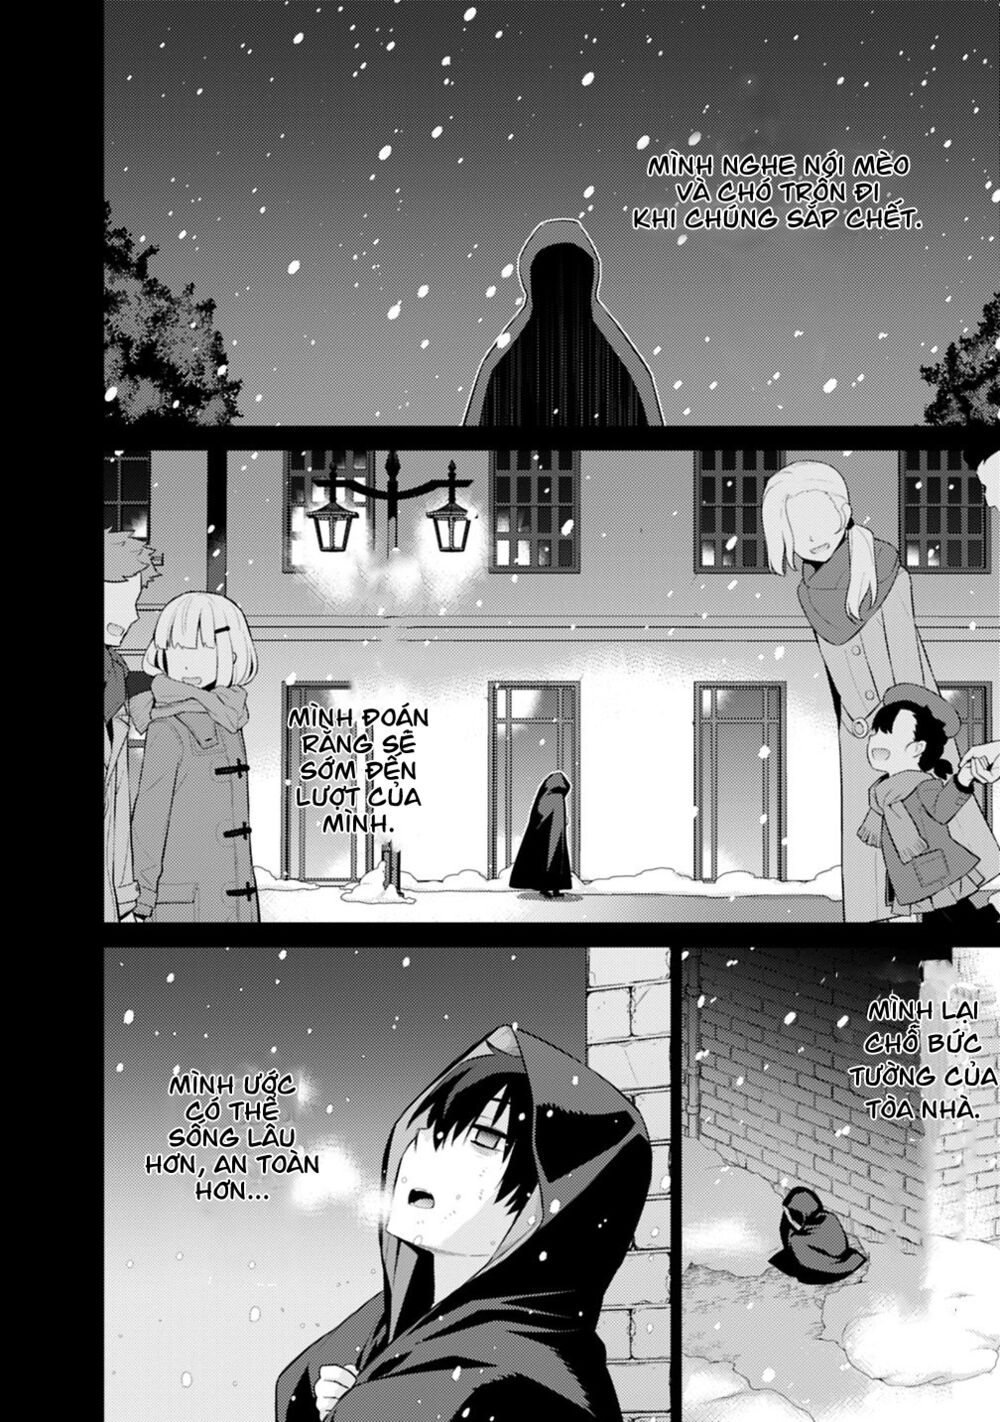 MÌNH NGHE NÓI MÈO
VÀ CHÓ TRỐN ĐI
KHI CHÚNG SẮP CHẾT.
MÌNH ĐOÁN
RẰNG SẼ
SỚM ĐẾN
LƯỢT CỦA
MÌNH.
MÌNH LẠI
CHỖ BỨC
TƯỜNG CỦA
TÒA NHÀ.
MÌNH ƯỚC
CÓ THỂ
SỐNG LÂU
HƠN, AN TOÀN
HƠN...